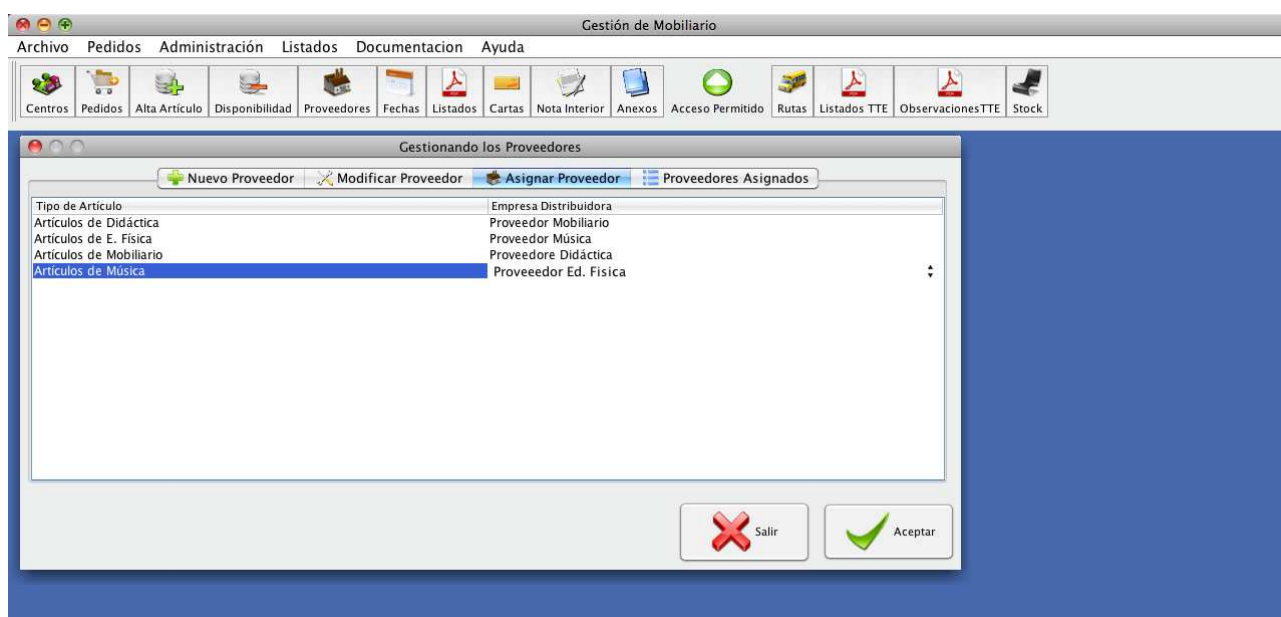 Gestión de Mobiliario
Archivo Pedidos Administración Listados Documentacion Ayuda
Centros Pedidos Alta Artículo Disponibilidad Proveedores Fechas Listados Cartas Nota Interior Anexos Acceso Permitido Rutas Listados TTE ObservacionesTTE Stock
Gestionando los Proveedores
Nuevo Proveedor Modificar Proveedor Asignar Proveedor Proveedores Asignados
Tipo de Artículo Empresa Distribuidora
Artículos de Didáctica Proveedor Mobiliario
Artículos de E. Física Proveedor Música
Artículos de Mobiliario Proveedore Didáctica
Artículos de Música Proveeedor Ed. Fisica
Salir Aceptar